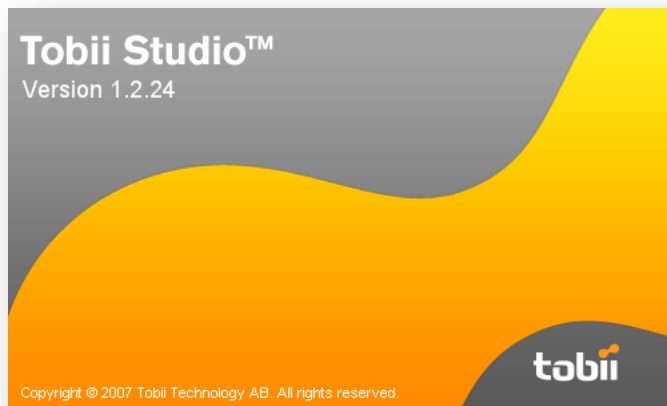 Tobii Studio™
Version 1.2.24
tobii
Copyright © 2007 Tobii Technology AB. All rights reserved.